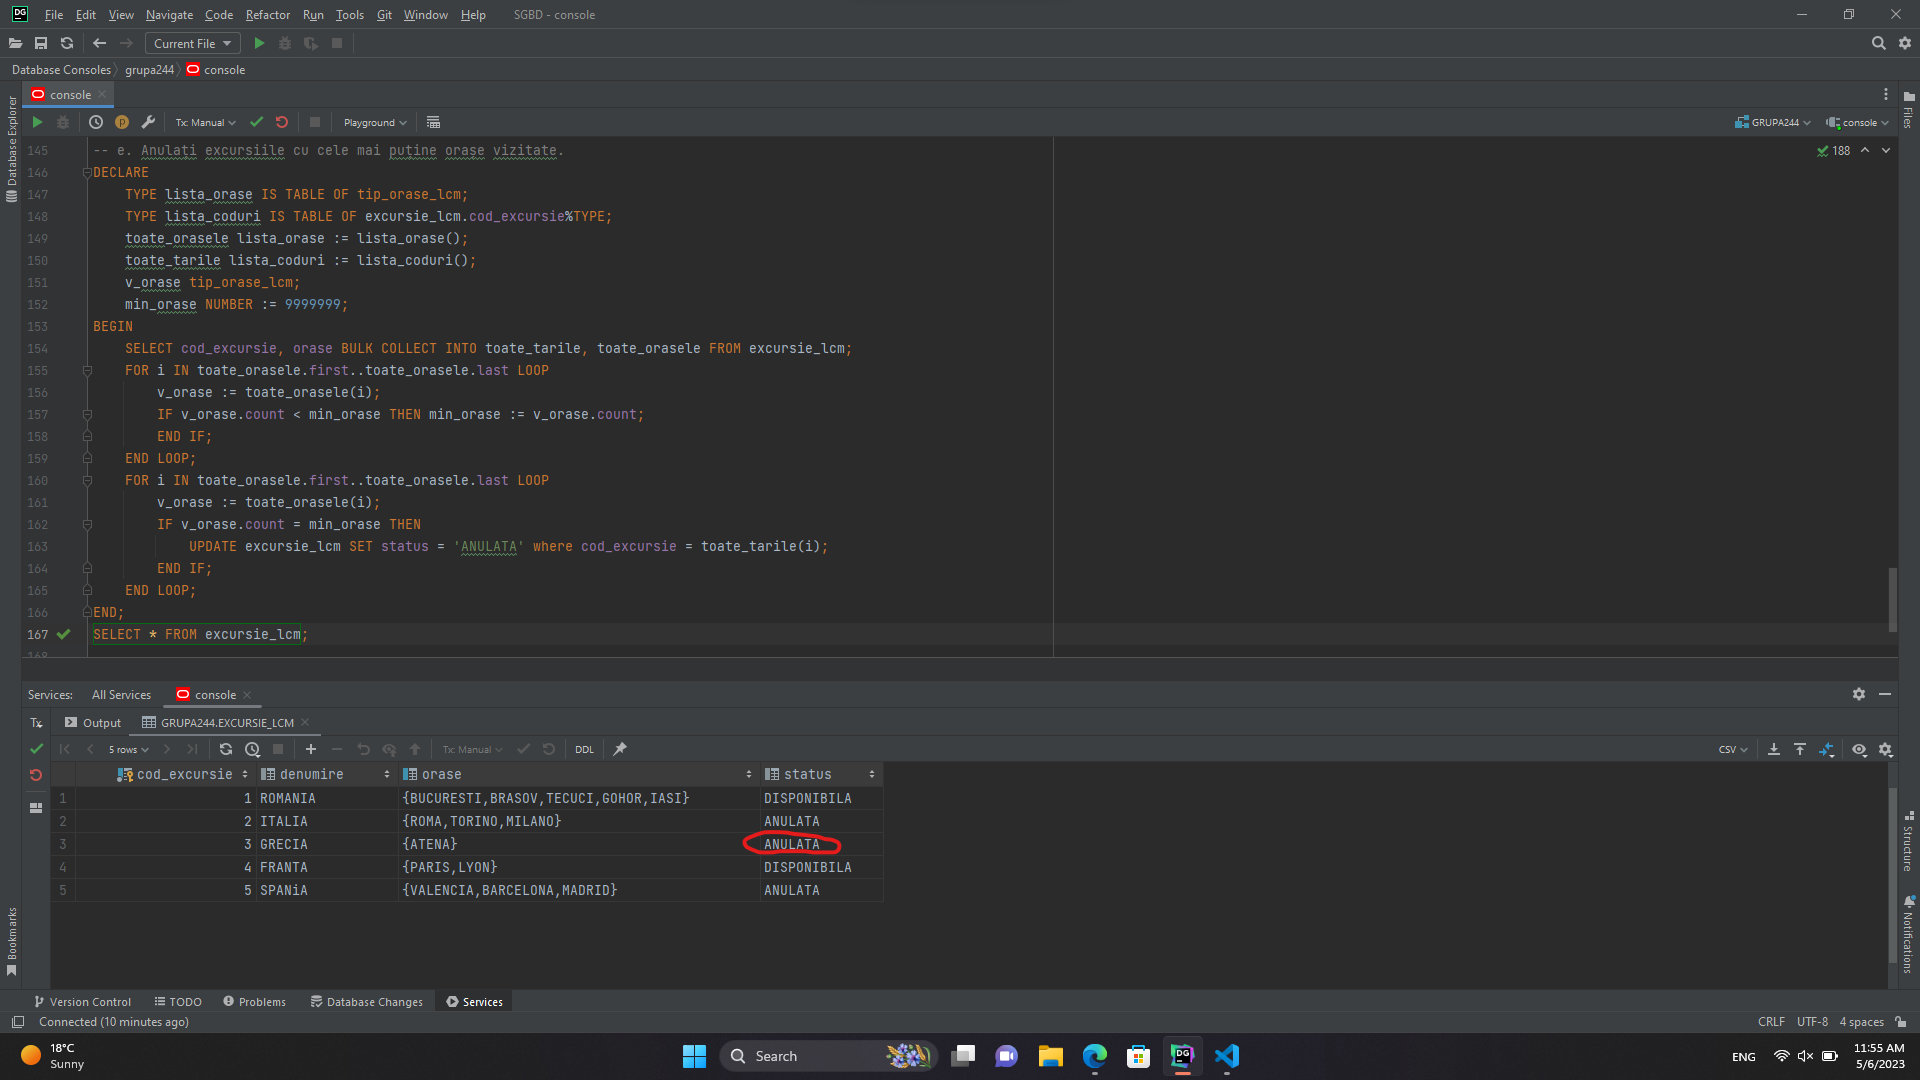 DG File Edit View Navigate Code Refactor Run Tools Git Window Help SGBD - console
Current File
Database Consoles grupa244 console
console
Tx: Manual Playground GRUPA244 console
Database Explorer
Files
188
145 -- e. Anulati excursiile cu cele mai putine orase vizitate.
146 DECLARE
147 TYPE lista_orase IS TABLE OF tip_orase_lcm;
148 TYPE lista_coduri IS TABLE OF excursie_lcm.cod_excursie%TYPE;
149 toate_orasele lista_orase := lista_orase();
150 toate_tarile lista_coduri := lista_coduri();
151 v_orase tip_orase_lcm;
152 min_orase NUMBER := 9999999;
153 BEGIN
154 SELECT cod_excursie, orase BULK COLLECT INTO toate_tarile, toate_orasele FROM excursie_lcm;
155 FOR i IN toate_orasele.first..toate_orasele.last LOOP
156 v_orase := toate_orasele(i);
157 IF v_orase.count < min_orase THEN min_orase := v_orase.count;
158 END IF;
159 END LOOP;
160 FOR i IN toate_orasele.first..toate_orasele.last LOOP
161 v_orase := toate_orasele(i);
162 IF v_orase.count = min_orase THEN
163 UPDATE excursie_lcm SET status = 'ANULATA' where cod_excursie = toate_tarile(i);
164 END IF;
165 END LOOP;
166 END;
167 SELECT * FROM excursie_lcm;
168
Services: All Services console
Tx Output GRUPA244.EXCURSIE_LCM
5 rows Tx: Manual DDL CSV
cod_excursie denumire orase status
1 1 ROMANIA {BUCURESTI,BRASOV,TECUCI,GOHOR,IASI} DISPONIBILA
2 2 ITALIA {ROMA,TORINO,MILANO} ANULATA
3 3 GRECIA {ATENA} ANULATA
4 4 FRANTA {PARIS,LYON} DISPONIBILA
5 5 SPANiA {VALENCIA,BARCELONA,MADRID} ANULATA
Bookmarks
Structure
Notifications
Version Control TODO Problems Database Changes Services
Connected (10 minutes ago) CRLF UTF-8 4 spaces
18°C
Sunny
Search
DG
ENG
11:55 AM
5/6/2023